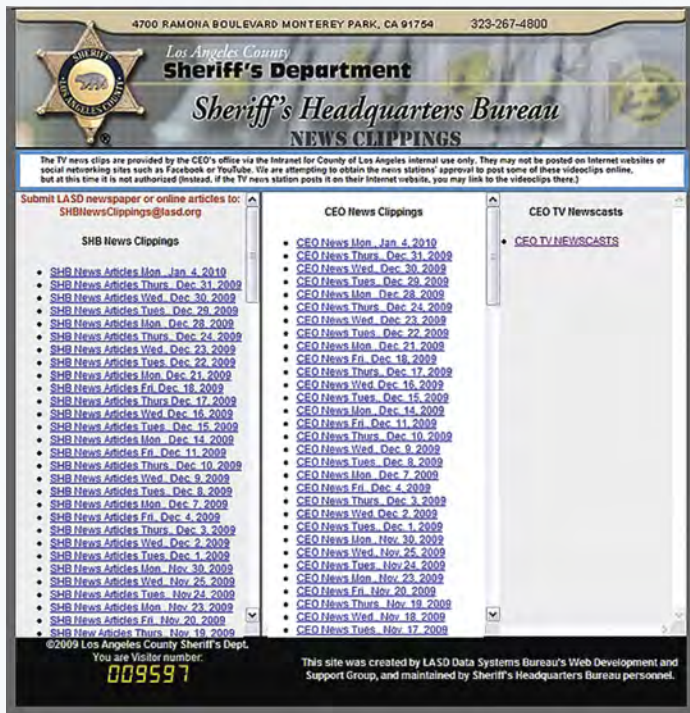 4700 RAMONA BOULEVARD MONTEREY PARK, CA 91754 323-267-4800
SHERIFF
LOS ANGELES COUNTY
Los Angeles County
Sheriff's Department
Sheriff's Headquarters Bureau
NEWS CLIPPINGS
The TV news clips are provided by the CEO's office via the Intranet for County of Los Angeles internal use only. They may not be posted on Internet websites or
social networking sites such as Facebook or YouTube. We are attempting to obtain the news stations' approval to post some of these videoclips online,
but at this time it is not authorized (Instead, if the TV news station posts it on their Internet website, you may link to the videoclips there.)
Submit LASD newspaper or online articles to:
SHBNewsClippings@lasd.org
SHB News Clippings
SHB News Articles Mon., Jan. 4, 2010
SHB News Articles Thurs., Dec. 31, 2009
SHB News Articles Wed., Dec. 30, 2009
SHB News Articles Tues., Dec. 29, 2009
SHB News Articles Mon., Dec. 28, 2009
SHB News Articles Thurs., Dec. 24, 2009
SHB News Articles Wed., Dec. 23, 2009
SHB News Articles Tues. Dec. 22, 2009
SHB News Articles Mon, Dec. 21, 2009
SHB News Articles Fri, Dec. 18, 2009
SHB News Articles Thurs Dec. 17, 2009
SHB News Articles Wed. Dec. 16, 2009
SHB News Articles Tues., Dec. 15, 2009
SHB News Articles Mon., Dec. 14, 2009
SHB News Articles Fri., Dec. 11, 2009
SHB News Articles Thurs., Dec. 10, 2009
SHB News Articles Wed., Dec. 9, 2009
SHB News Articles Tues., Dec. 8, 2009
SHB News Articles Mon., Dec. 7, 2009
SHB News Articles Fri., Dec. 4, 2009
SHB News Articles Thurs., Dec. 3, 2009
SHB News Articles Wed., Dec. 2, 2009
SHB News Articles Tues., Dec. 1, 2009
SHB News Articles Mon., Nov. 30, 2009
SHB News Articles Wed., Nov. 25, 2009
SHB News Articles Tues., Nov 24, 2009
SHB News Articles Mon., Nov. 23, 2009
SHB News Articles Fri., Nov. 20, 2009
SHB New Articles Thurs., Nov. 19, 2009
CEO News Clippings
CEO News Mon., Jan. 4, 2010
CEO News Thurs., Dec. 31, 2009
CEO News Wed., Dec. 30, 2009
CEO News Tues., Dec. 29, 2009
CEO News Mon., Dec. 28, 2009
CEO News Thurs., Dec. 24, 2009
CEO News Wed., Dec. 23, 2009
CEO News Tues., Dec. 22, 2009
CEO News Mon., Dec. 21, 2009
CEO News Fri., Dec. 18, 2009
CEO News Thurs., Dec. 17, 2009
CEO News Wed. Dec. 16, 2009
CEO News Tues., Dec. 15, 2009
CEO News Mon., Dec. 14, 2009
CEO News Fri., Dec. 11, 2009
CEO News Thurs., Dec. 10, 2009
CEO News Wed., Dec. 9, 2009
CEO News Tues., Dec. 8, 2009
CEO News Mon., Dec. 7, 2009
CEO News Fri., Dec. 4, 2009
CEO News Thurs., Dec. 3, 2009
CEO News Wed. Dec. 2, 2009
CEO News Tues., Dec. 1, 2009
CEO News Mon., Nov. 30, 2009
CEO News Wed., Nov. 25, 2009
CEO News Tues., Nov 24, 2009
CEO News Mon., Nov. 23, 2009
CEO News Fri., Nov. 20, 2009
CEO News Thurs., Nov. 19, 2009
CEO News Wed., Nov. 18, 2009
CEO News Tues., Nov. 17, 2009
CEO TV Newscasts
CEO TV NEWSCASTS
©2009 Los Angeles County Sheriff's Dept.
You are Visitor number:
009597
This site was created by LASD Data Systems Bureau's Web Development and
Support Group, and maintained by Sheriff's Headquarters Bureau personnel.